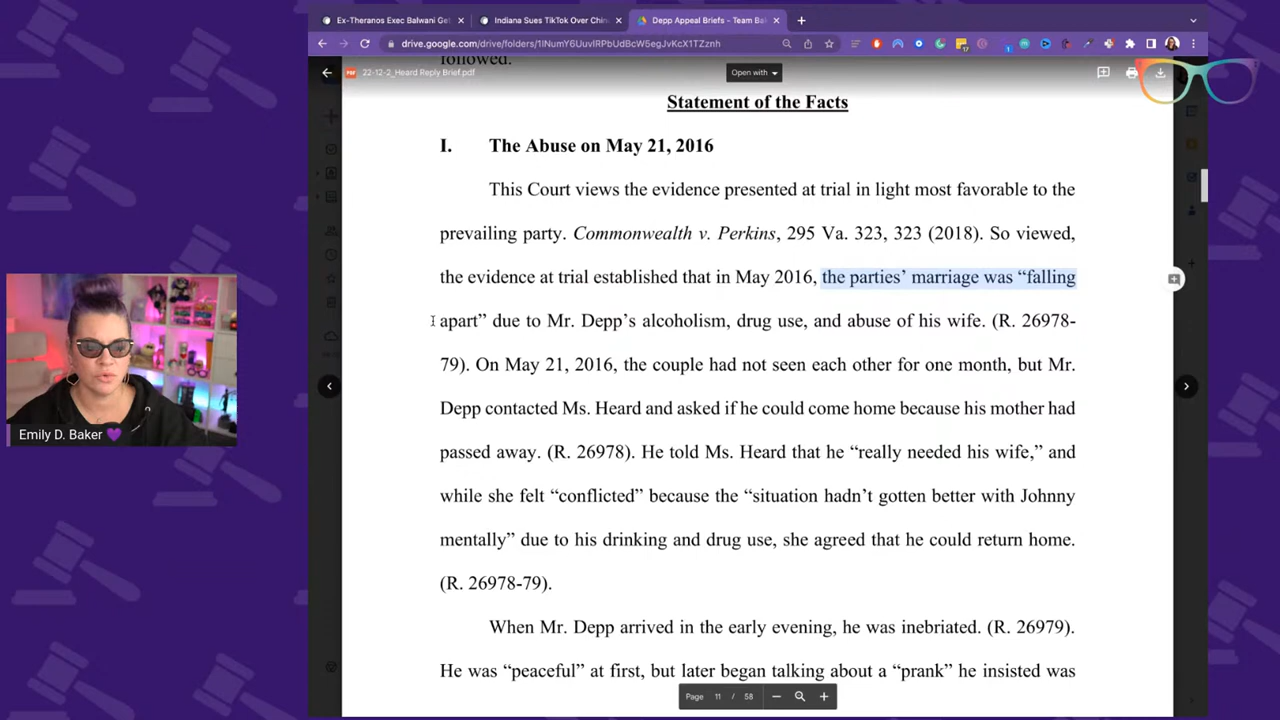 Ex-Theranos Exec Balwani Ge
Indiana Sues TikTok Over Chin
Depp Appeal Briefs - Team Ba
drive.google.com/drive/folders/
followed.
22-12-2_Heard Reply Brief.pdf
Open with
Statement of the Facts
I. The Abuse on May 21, 2016
This Court views the evidence presented at trial in light most favorable to the
prevailing party. Commonwealth v. Perkins, 295 Va. 323, 323 (2018). So viewed,
the evidence at trial established that in May 2016, the parties’ marriage was “falling
apart” due to Mr. Depp’s alcoholism, drug use, and abuse of his wife. (R. 26978-
79). On May 21, 2016, the couple had not seen each other for one month, but Mr.
Depp contacted Ms. Heard and asked if he could come home because his mother had
passed away. (R. 26978). He told Ms. Heard that he “really needed his wife,” and
while she felt “conflicted” because the “situation hadn’t gotten better with Johnny
mentally” due to his drinking and drug use, she agreed that he could return home.
(R. 26978-79).
When Mr. Depp arrived in the early evening, he was inebriated. (R. 26979).
He was “peaceful” at first, but later began talking about a “prank” he insisted was
Page 11 / 58
Emily D. Baker 💜